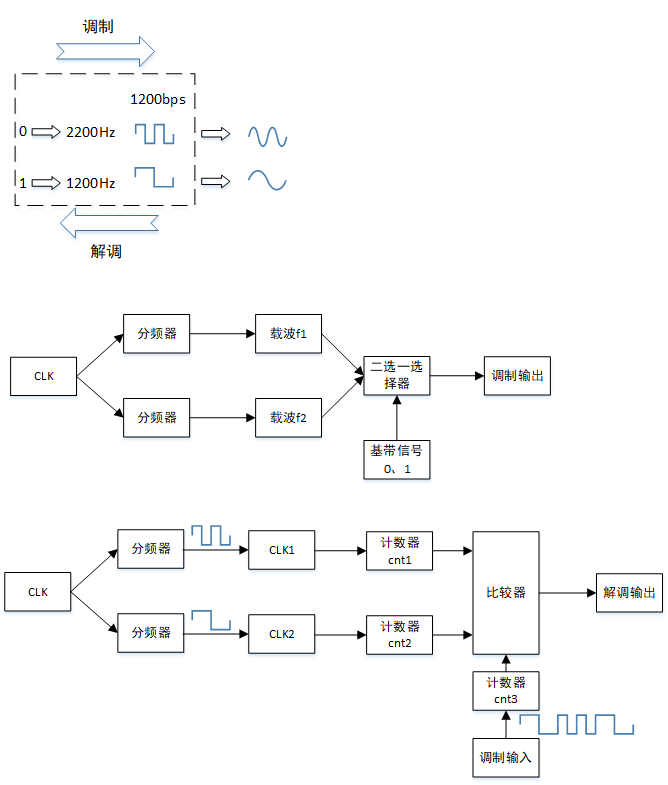 调制
1200bps
0
2200Hz
1
1200Hz
解调
分频器
载波f1
CLK
二选一选
择器
调制输出
分频器
载波f2
基带信号
0、1
分频器
CLK1
计数器
cnt1
CLK
比较器
解调输出
分频器
CLK2
计数器
cnt2
计数器
cnt3
调制输入